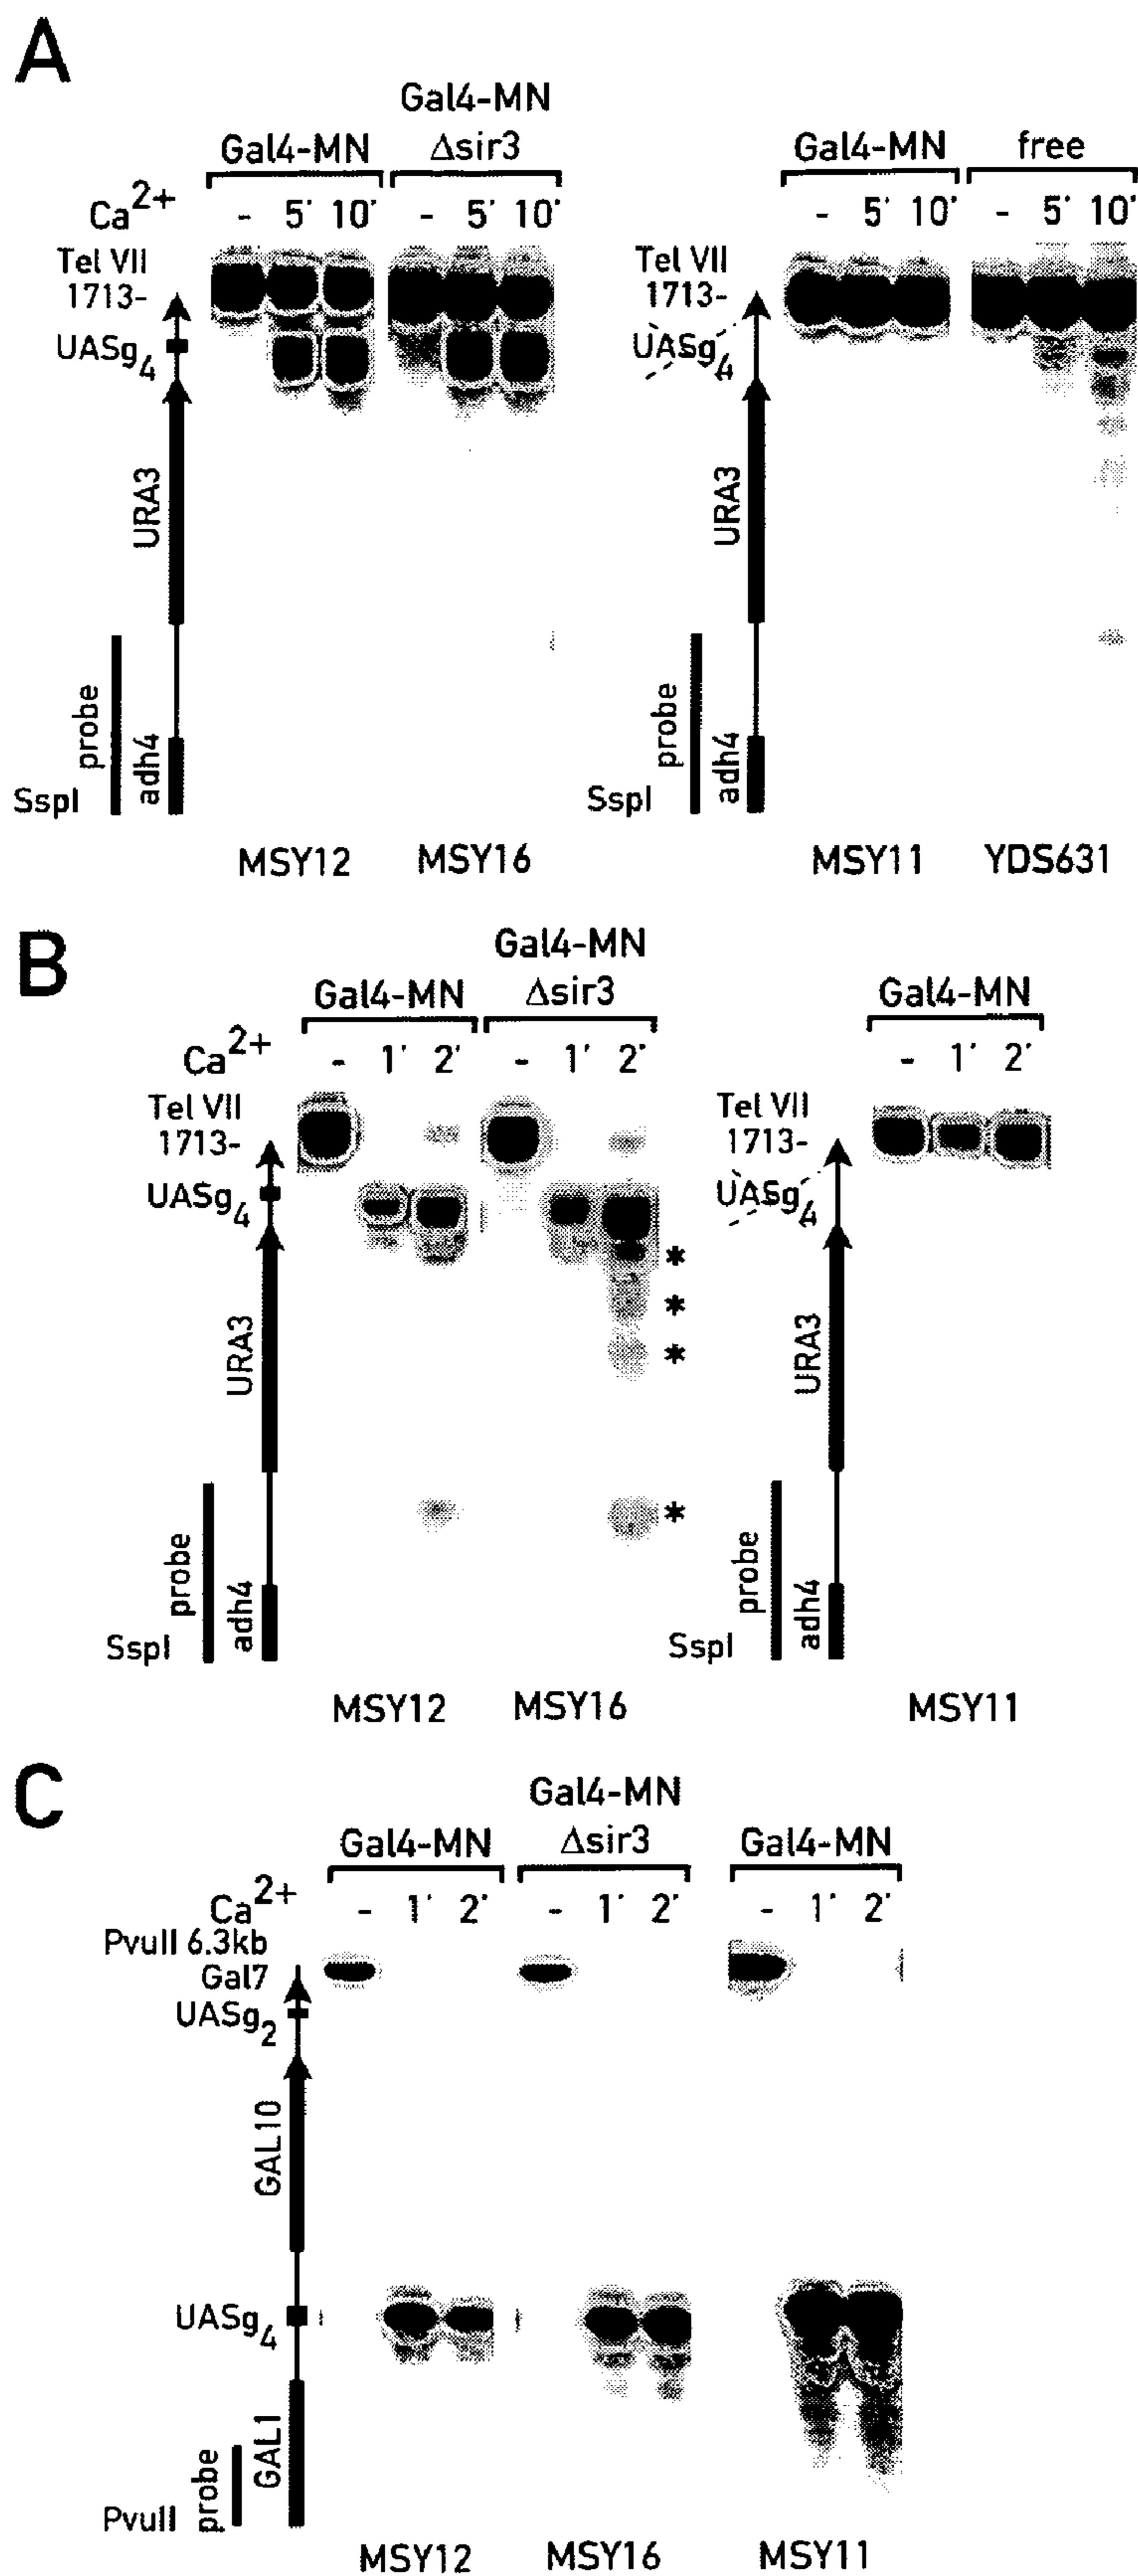 A
Gal4-MN
Gal4-MN Δsir3 Gal4-MN free
Ca2+ - 5' 10' - 5' 10' - 5' 10' - 5' 10'
Tel VII Tel VII
1713- 1713-
UASg4 UASg4
URA3 URA3
probe probe
adh4 adh4
SspI SspI
MSY12 MSY16 MSY11 YDS631
B
Gal4-MN
Gal4-MN Δsir3 Gal4-MN
Ca2+ - 1' 2' - 1' 2' - 1' 2'
Tel VII Tel VII
1713- 1713-
UASg4 UASg4
*
*
URA3 URA3
*
*
probe probe
adh4 adh4
SspI SspI
MSY12 MSY16 MSY11
C
Gal4-MN
Gal4-MN Δsir3 Gal4-MN
Ca2+ - 1' 2' - 1' 2' - 1' 2'
PvuII 6.3kb
Gal7
UASg2
GAL10
UASg4
GAL1
probe
PvuII
MSY12 MSY16 MSY11